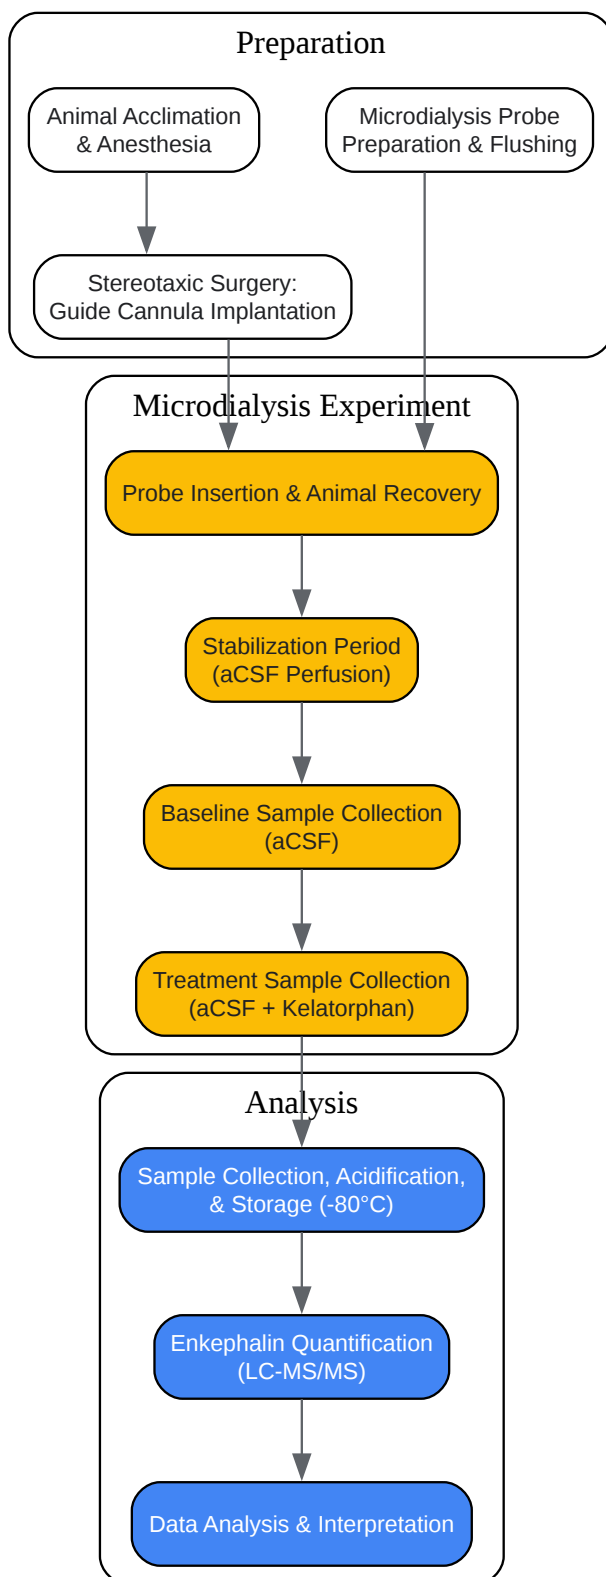 Preparation
Animal Acclimation
& Anesthesia
Microdialysis Probe
Preparation & Flushing
Stereotaxic Surgery:
Guide Cannula Implantation
Microdialysis Experiment
Probe Insertion & Animal Recovery
Stabilization Period
(aCSF Perfusion)
Baseline Sample Collection
(aCSF)
Treatment Sample Collection
(aCSF + Kelatorphan)
Analysis
Sample Collection, Acidification,
& Storage (-80°C)
Enkephalin Quantification
(LC-MS/MS)
Data Analysis & Interpretation